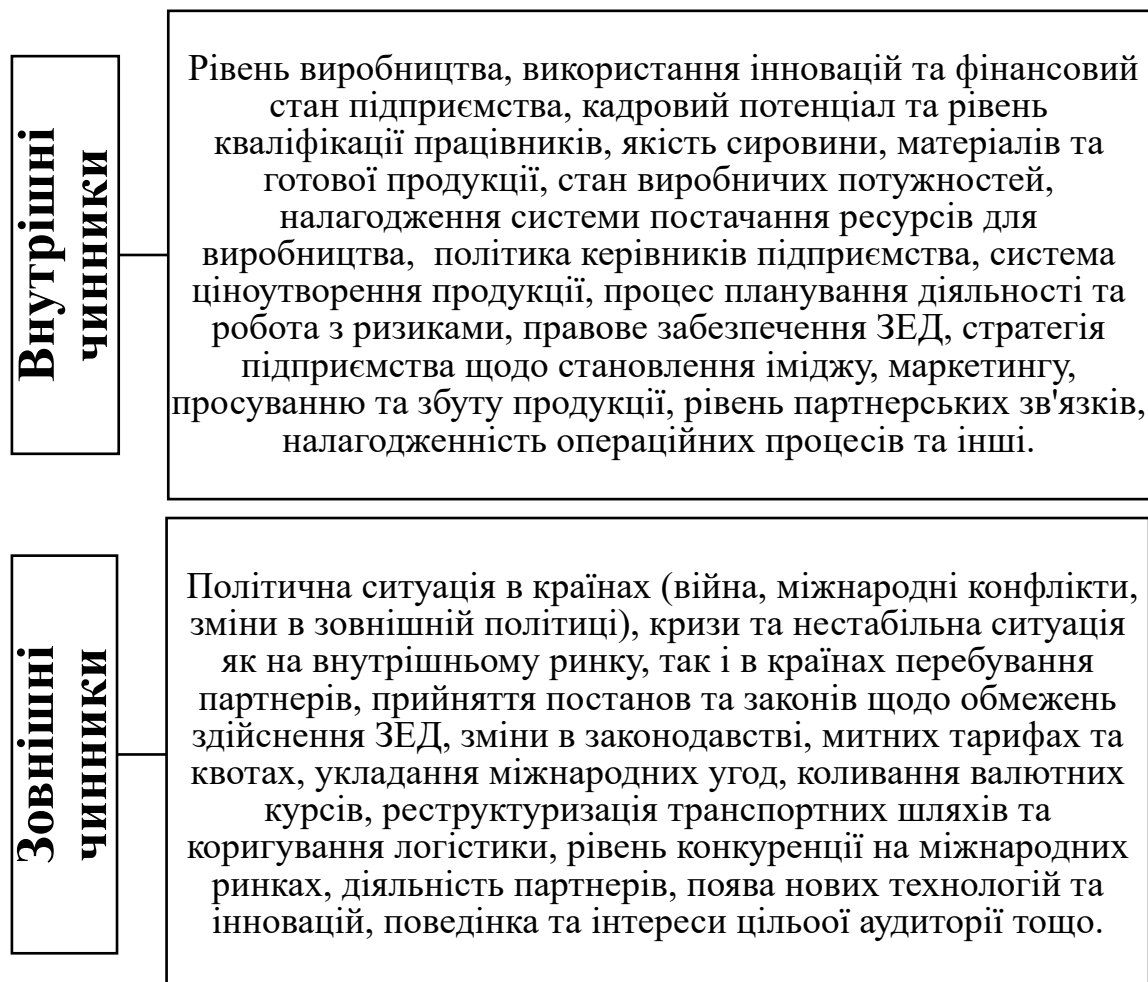 Внутрішні
чинники
Рівень виробництва, використання інновацій та фінансовий
стан підприємства, кадровий потенціал та рівень
кваліфікації працівників, якість сировини, матеріалів та
готової продукції, стан виробничих потужностей,
налагодження системи постачання ресурсів для
виробництва,  політика керівників підприємства, система
ціноутворення продукції, процес планування діяльності та
робота з ризиками, правове забезпечення ЗЕД, стратегія
підприємства щодо становлення іміджу, маркетингу,
просуванню та збуту продукції, рівень партнерських зв'язків,
налагодженність операційних процесів та інші.
Зовнішні
чинники
Політична ситуація в країнах (війна, міжнародні конфлікти,
зміни в зовнішній політиці), кризи та нестабільна ситуація
як на внутрішньому ринку, так і в країнах перебування
партнерів, прийняття постанов та законів щодо обмежень
здійснення ЗЕД, зміни в законодавстві, митних тарифах та
квотах, укладання міжнародних угод, коливання валютних
курсів, реструктуризація транспортних шляхів та
коригування логістики, рівень конкуренції на міжнародних
ринках, діяльність партнерів, поява нових технологій та
інновацій, поведінка та інтереси цільоої аудиторії тощо.